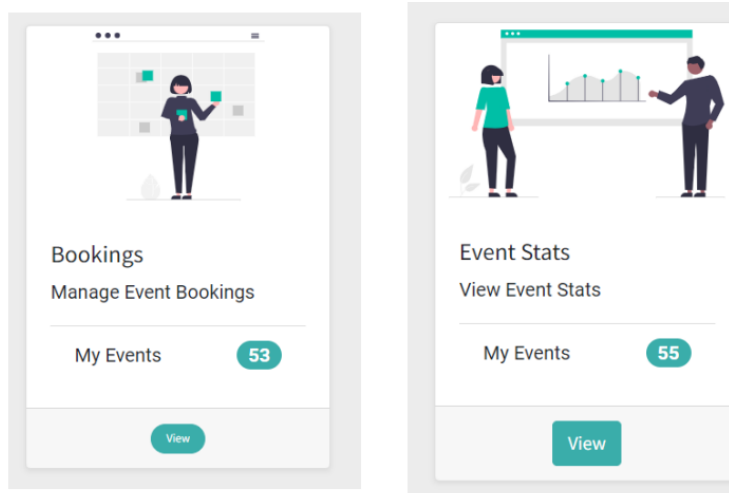 Bookings
Manage Event Bookings
My Events 53
View
Event Stats
View Event Stats
My Events 55
View